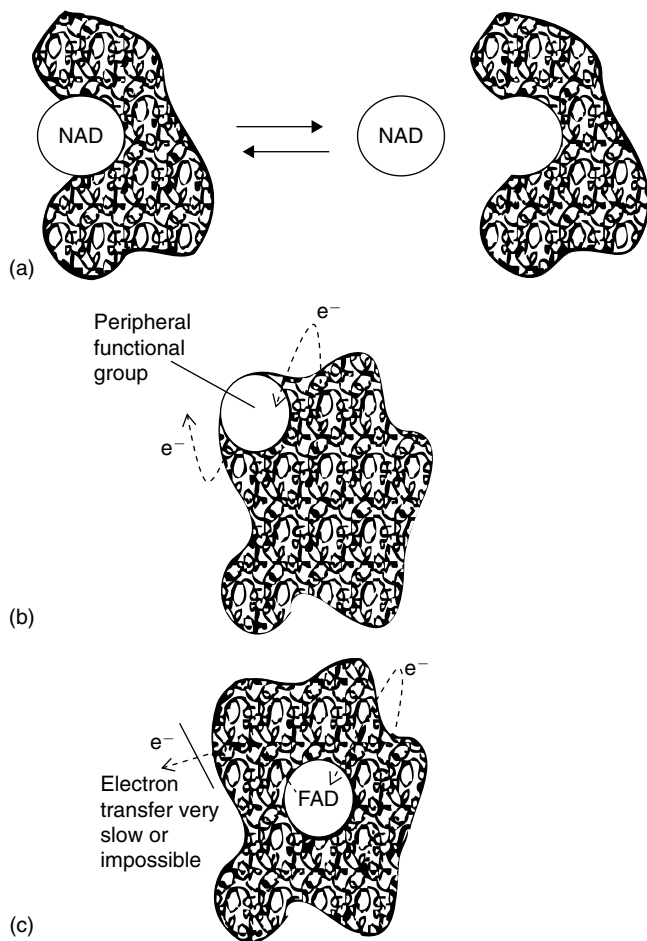 NAD
NAD
(a)
Peripheral
functional
group
e⁻
e⁻
(b)
e⁻
e⁻
FAD
Electron
transfer very
slow or
impossible
(c)